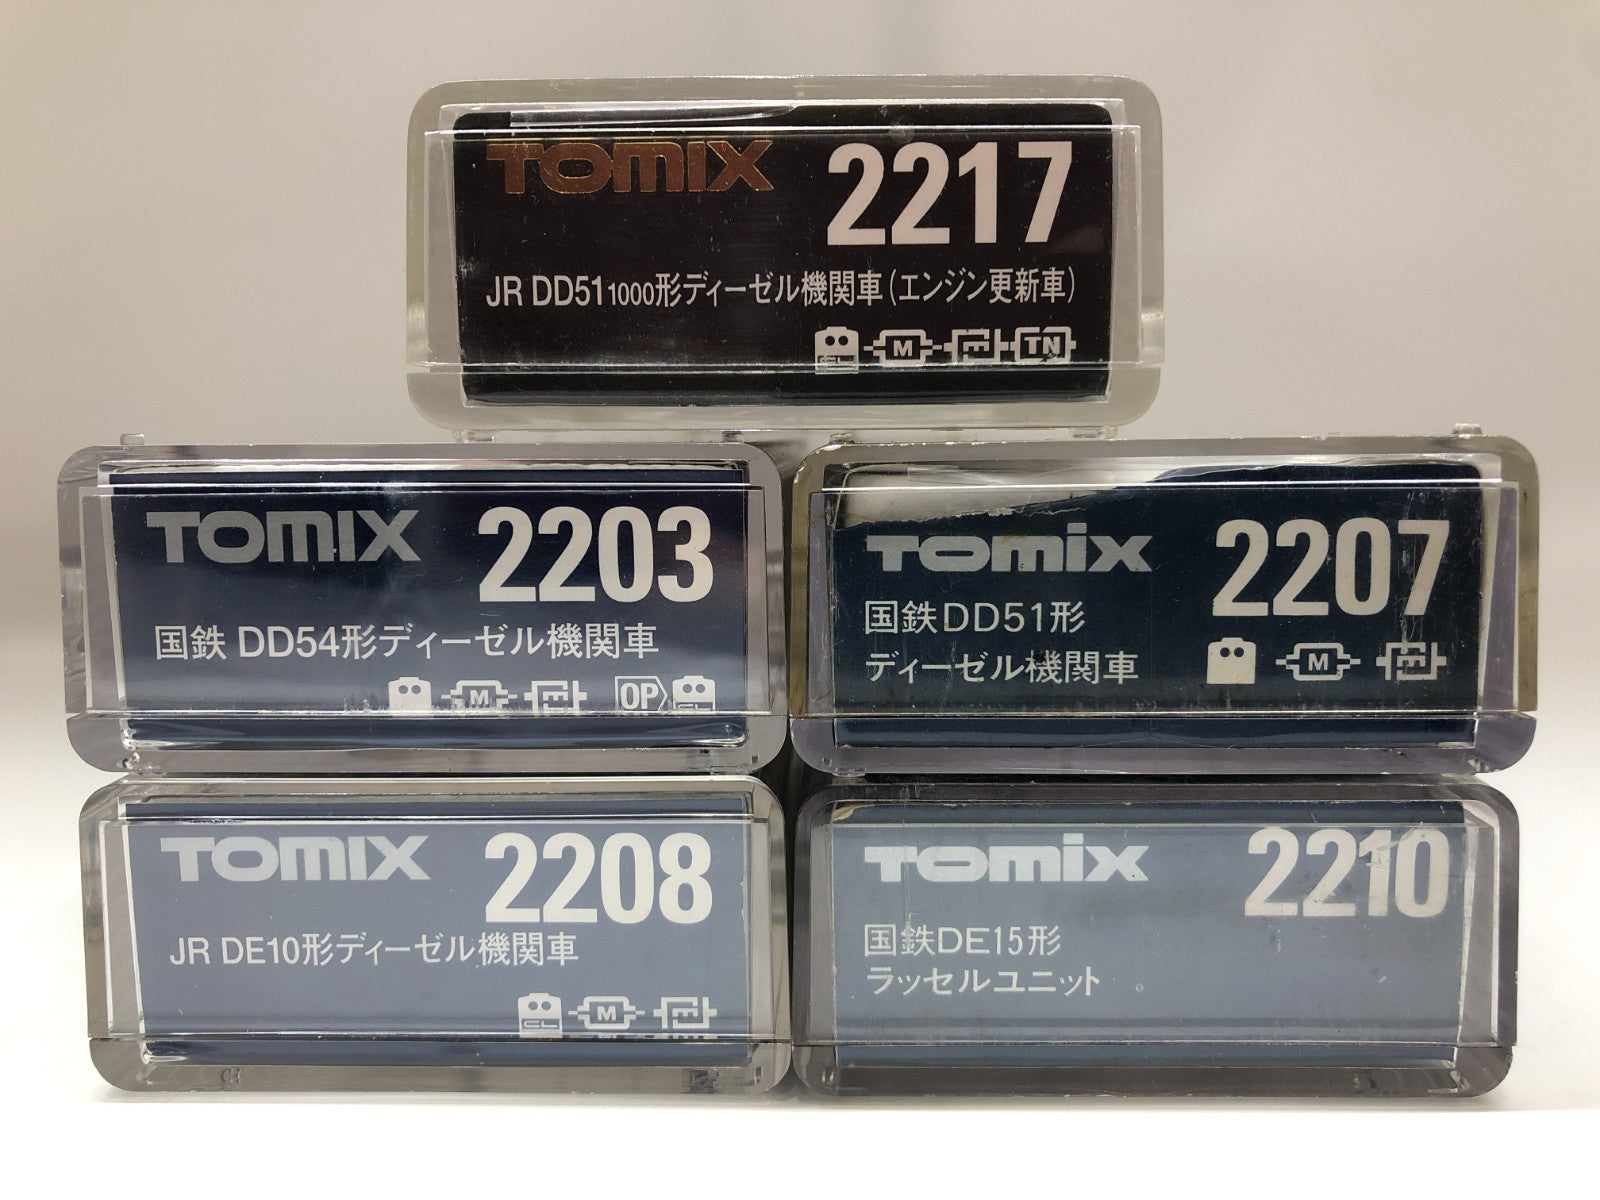 TOMIX 2217
JR DD51 1000形ディーゼル機関車(エンジン更新車)
CL M TN
TOMIX 2203
国鉄 DD54形ディーゼル機関車
M OP CL
TOMIX 2207
国鉄DD51形
ディーゼル機関車
M
TOMIX 2208
JR DE10形ディーゼル機関車
CL M
TOMIX 2210
国鉄DE15形
ラッセルユニット